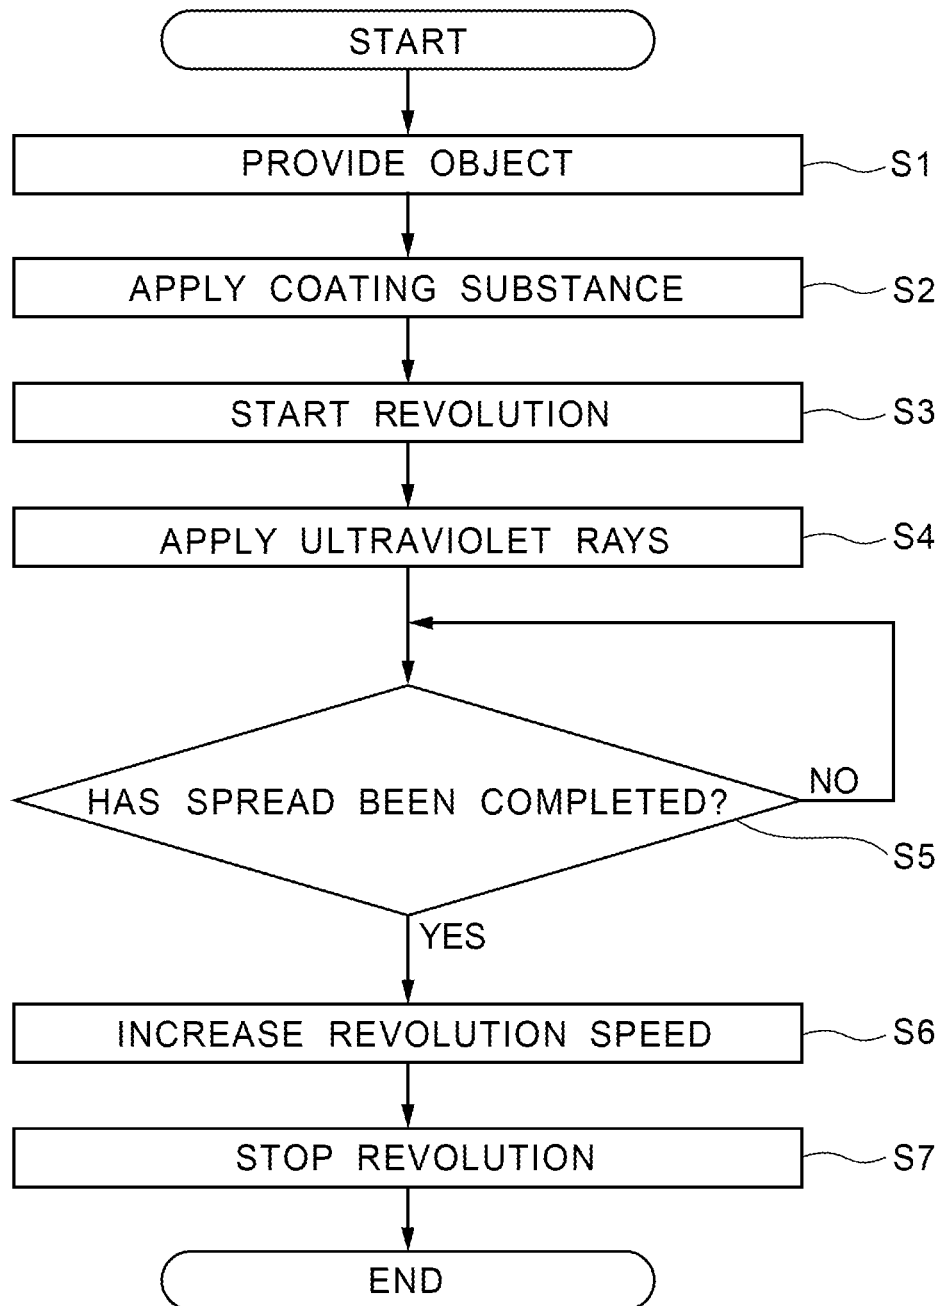 START
PROVIDE OBJECT
S1
APPLY COATING SUBSTANCE
S2
START REVOLUTION
S3
APPLY ULTRAVIOLET RAYS
S4
HAS SPREAD BEEN COMPLETED?
NO
S5
YES
INCREASE REVOLUTION SPEED
S6
STOP REVOLUTION
S7
END